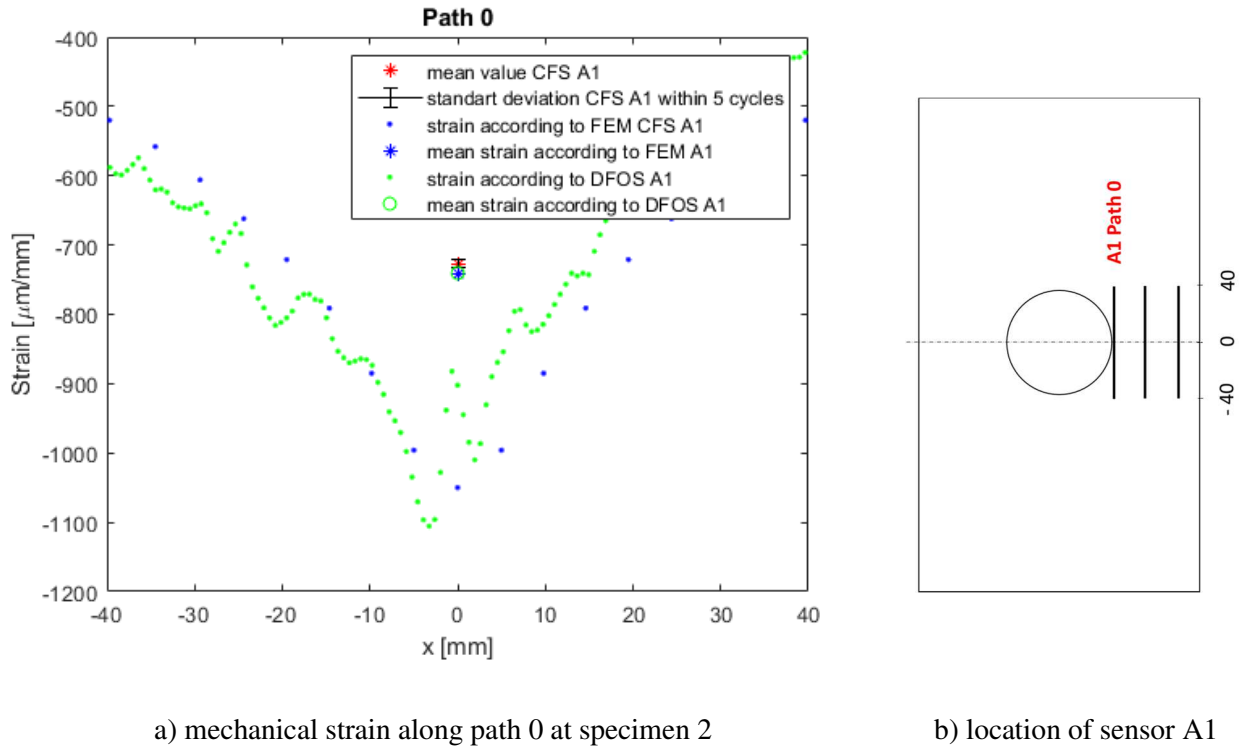 Path 0
-400
-500
-600
-700
-800
-900
-1000
-1100
-1200
Strain [μm/mm]
-40
-30
-20
-10
0
10
20
30
40
x [mm]
mean value CFS A1
standart deviation CFS A1 within 5 cycles
strain according to FEM CFS A1
mean strain according to FEM A1
strain according to DFOS A1
mean strain according to DFOS A1
A1 Path 0
40
0
-40
a) mechanical strain along path 0 at specimen 2
b) location of sensor A1